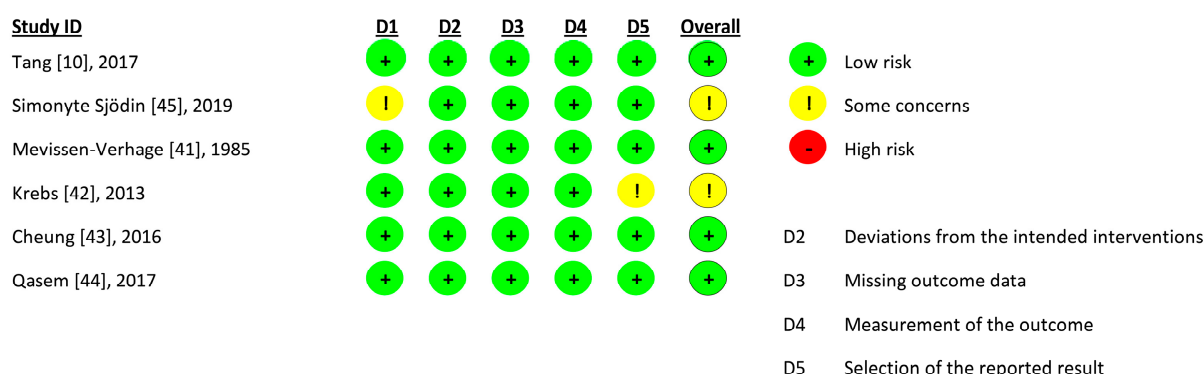 Study ID D1 D2 D3 D4 D5 Overall
Tang [10], 2017 + + + + + + + Low risk
Simonyte Sjödin [45], 2019 ! + + + + ! ! Some concerns
Mevissen-Verhage [41], 1985 + + + + + + - High risk
Krebs [42], 2013 + + + + ! !
Cheung [43], 2016 + + + + + + D2 Deviations from the intended interventions
Qasem [44], 2017 + + + + + + D3 Missing outcome data
D4 Measurement of the outcome
D5 Selection of the reported result